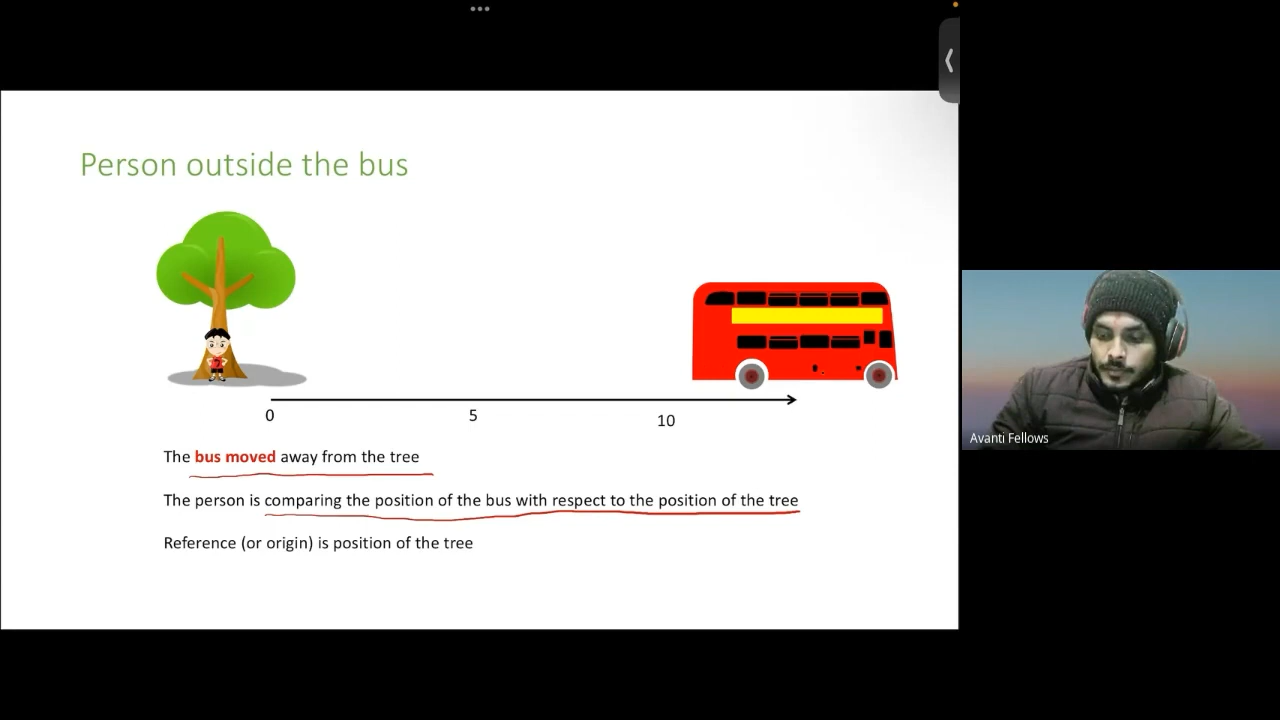 Person outside the bus
0
5
10
The bus moved away from the tree
The person is comparing the position of the bus with respect to the position of the tree
Reference (or origin) is position of the tree
Avanti Fellows